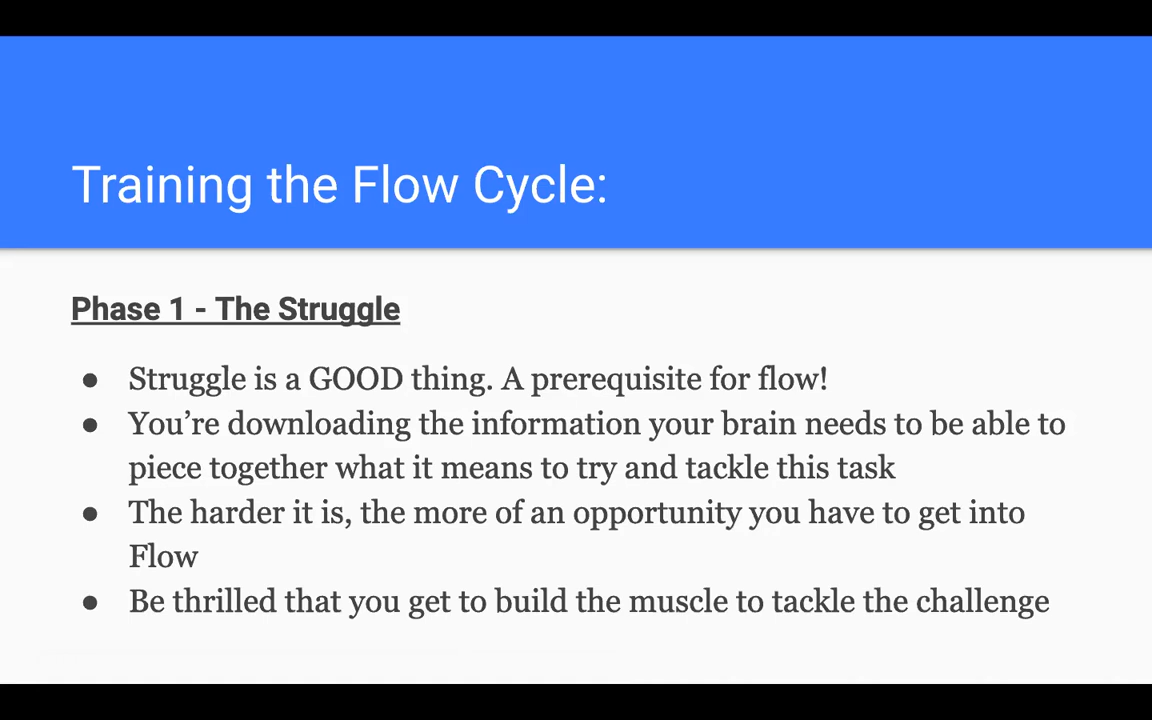 Training the Flow Cycle:
Phase 1 - The Struggle
● Struggle is a GOOD thing. A prerequisite for flow!
● You’re downloading the information your brain needs to be able to
piece together what it means to try and tackle this task
● The harder it is, the more of an opportunity you have to get into
Flow
● Be thrilled that you get to build the muscle to tackle the challenge